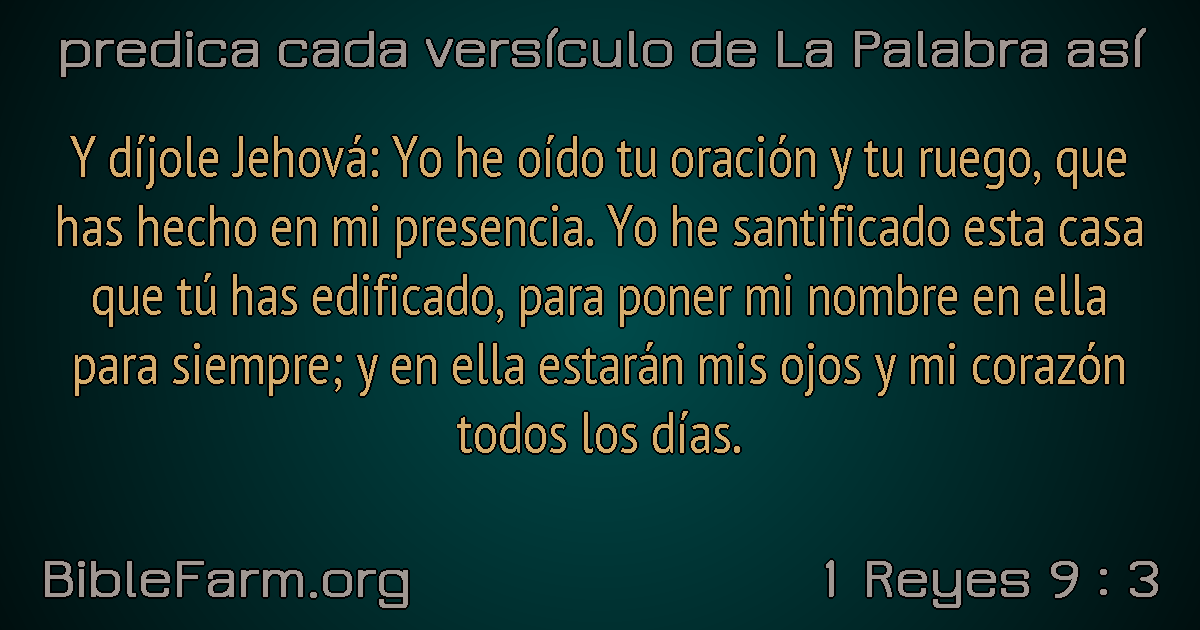 predica cada versículo de La Palabra así
Y díjole Jehová: Yo he oído tu oración y tu ruego, que
has hecho en mi presencia. Yo he santificado esta casa
que tú has edificado, para poner mi nombre en ella
para siempre; y en ella estarán mis ojos y mi corazón
todos los días.
BibleFarm.org
1 Reyes 9 : 3